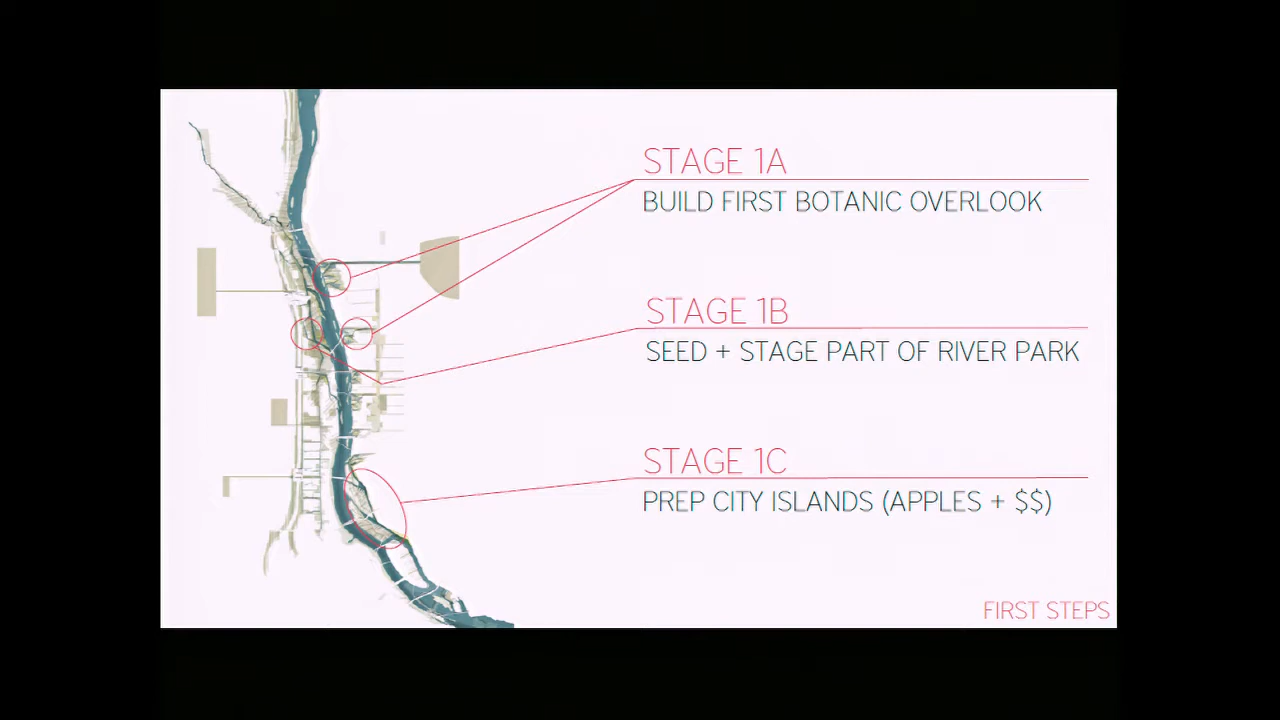 STAGE 1A
BUILD FIRST BOTANIC OVERLOOK
STAGE 1B
SEED + STAGE PART OF RIVER PARK
STAGE 1C
PREP CITY ISLANDS (APPLES + $$)
FIRST STEPS